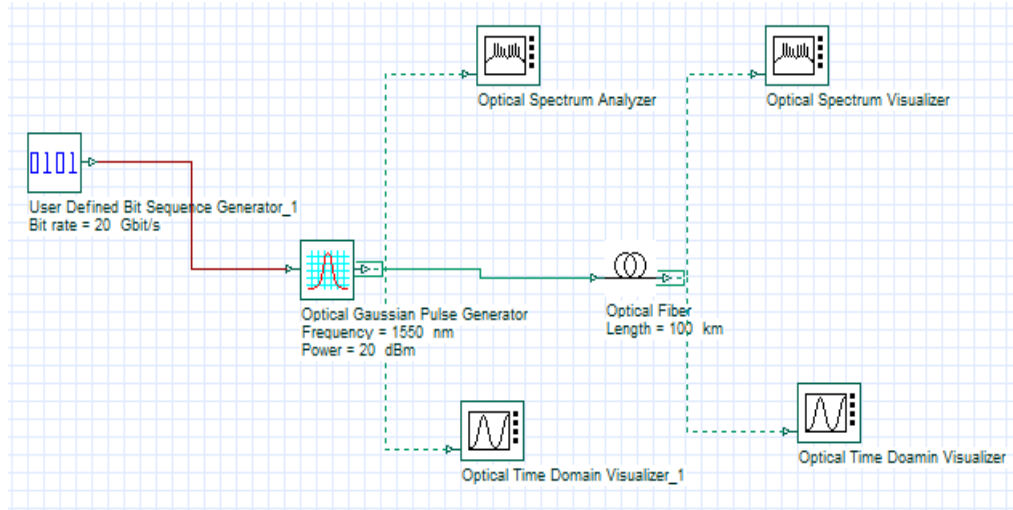 Optical Spectrum Analyzer
Optical Spectrum Visualizer
0101
User Defined Bit Sequence Generator_1
Bit rate = 20 Gbit/s
Optical Gaussian Pulse Generator
Frequency = 1550 nm
Power = 20 dBm
Optical Fiber
Length = 100 km
Optical Time Domain Visualizer_1
Optical Time Doamin Visualizer